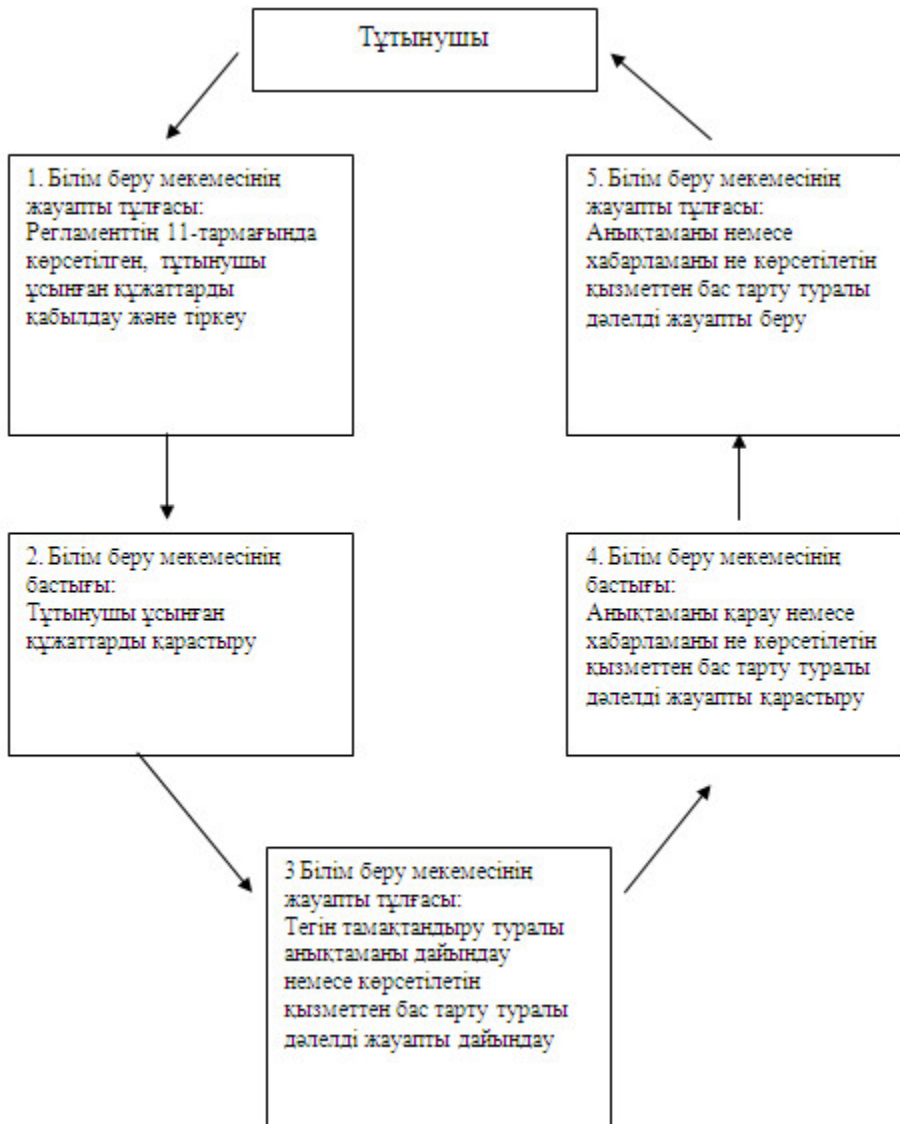 Тұтынушы
1. Білім беру мекемесінің
жауапты тұлғасы:
Регламенттің 11-тармағында
көрсетілген, тұтынушы
ұсынған құжаттарды
қабылдау және тіркеу
2. Білім беру мекемесінің
бастығы:
Тұтынушы ұсынған
құжаттарды қарастыру
3 Білім беру мекемесінің
жауапты тұлғасы:
Тегін тамақтандыру туралы
анықтаманы дайындау
немесе көрсетілетін
қызметтен бас тарту туралы
дәлелді жауапты дайындау
4. Білім беру мекемесінің
бастығы:
Анықтаманы қарау немесе
хабарламаны не көрсетілетін
қызметтен бас тарту туралы
дәлелді жауапты қарастыру
5. Білім беру мекемесінің
жауапты тұлғасы:
Анықтаманы немесе
хабарламаны не көрсетілетін
қызметтен бас тарту туралы
дәлелді жауапты беру